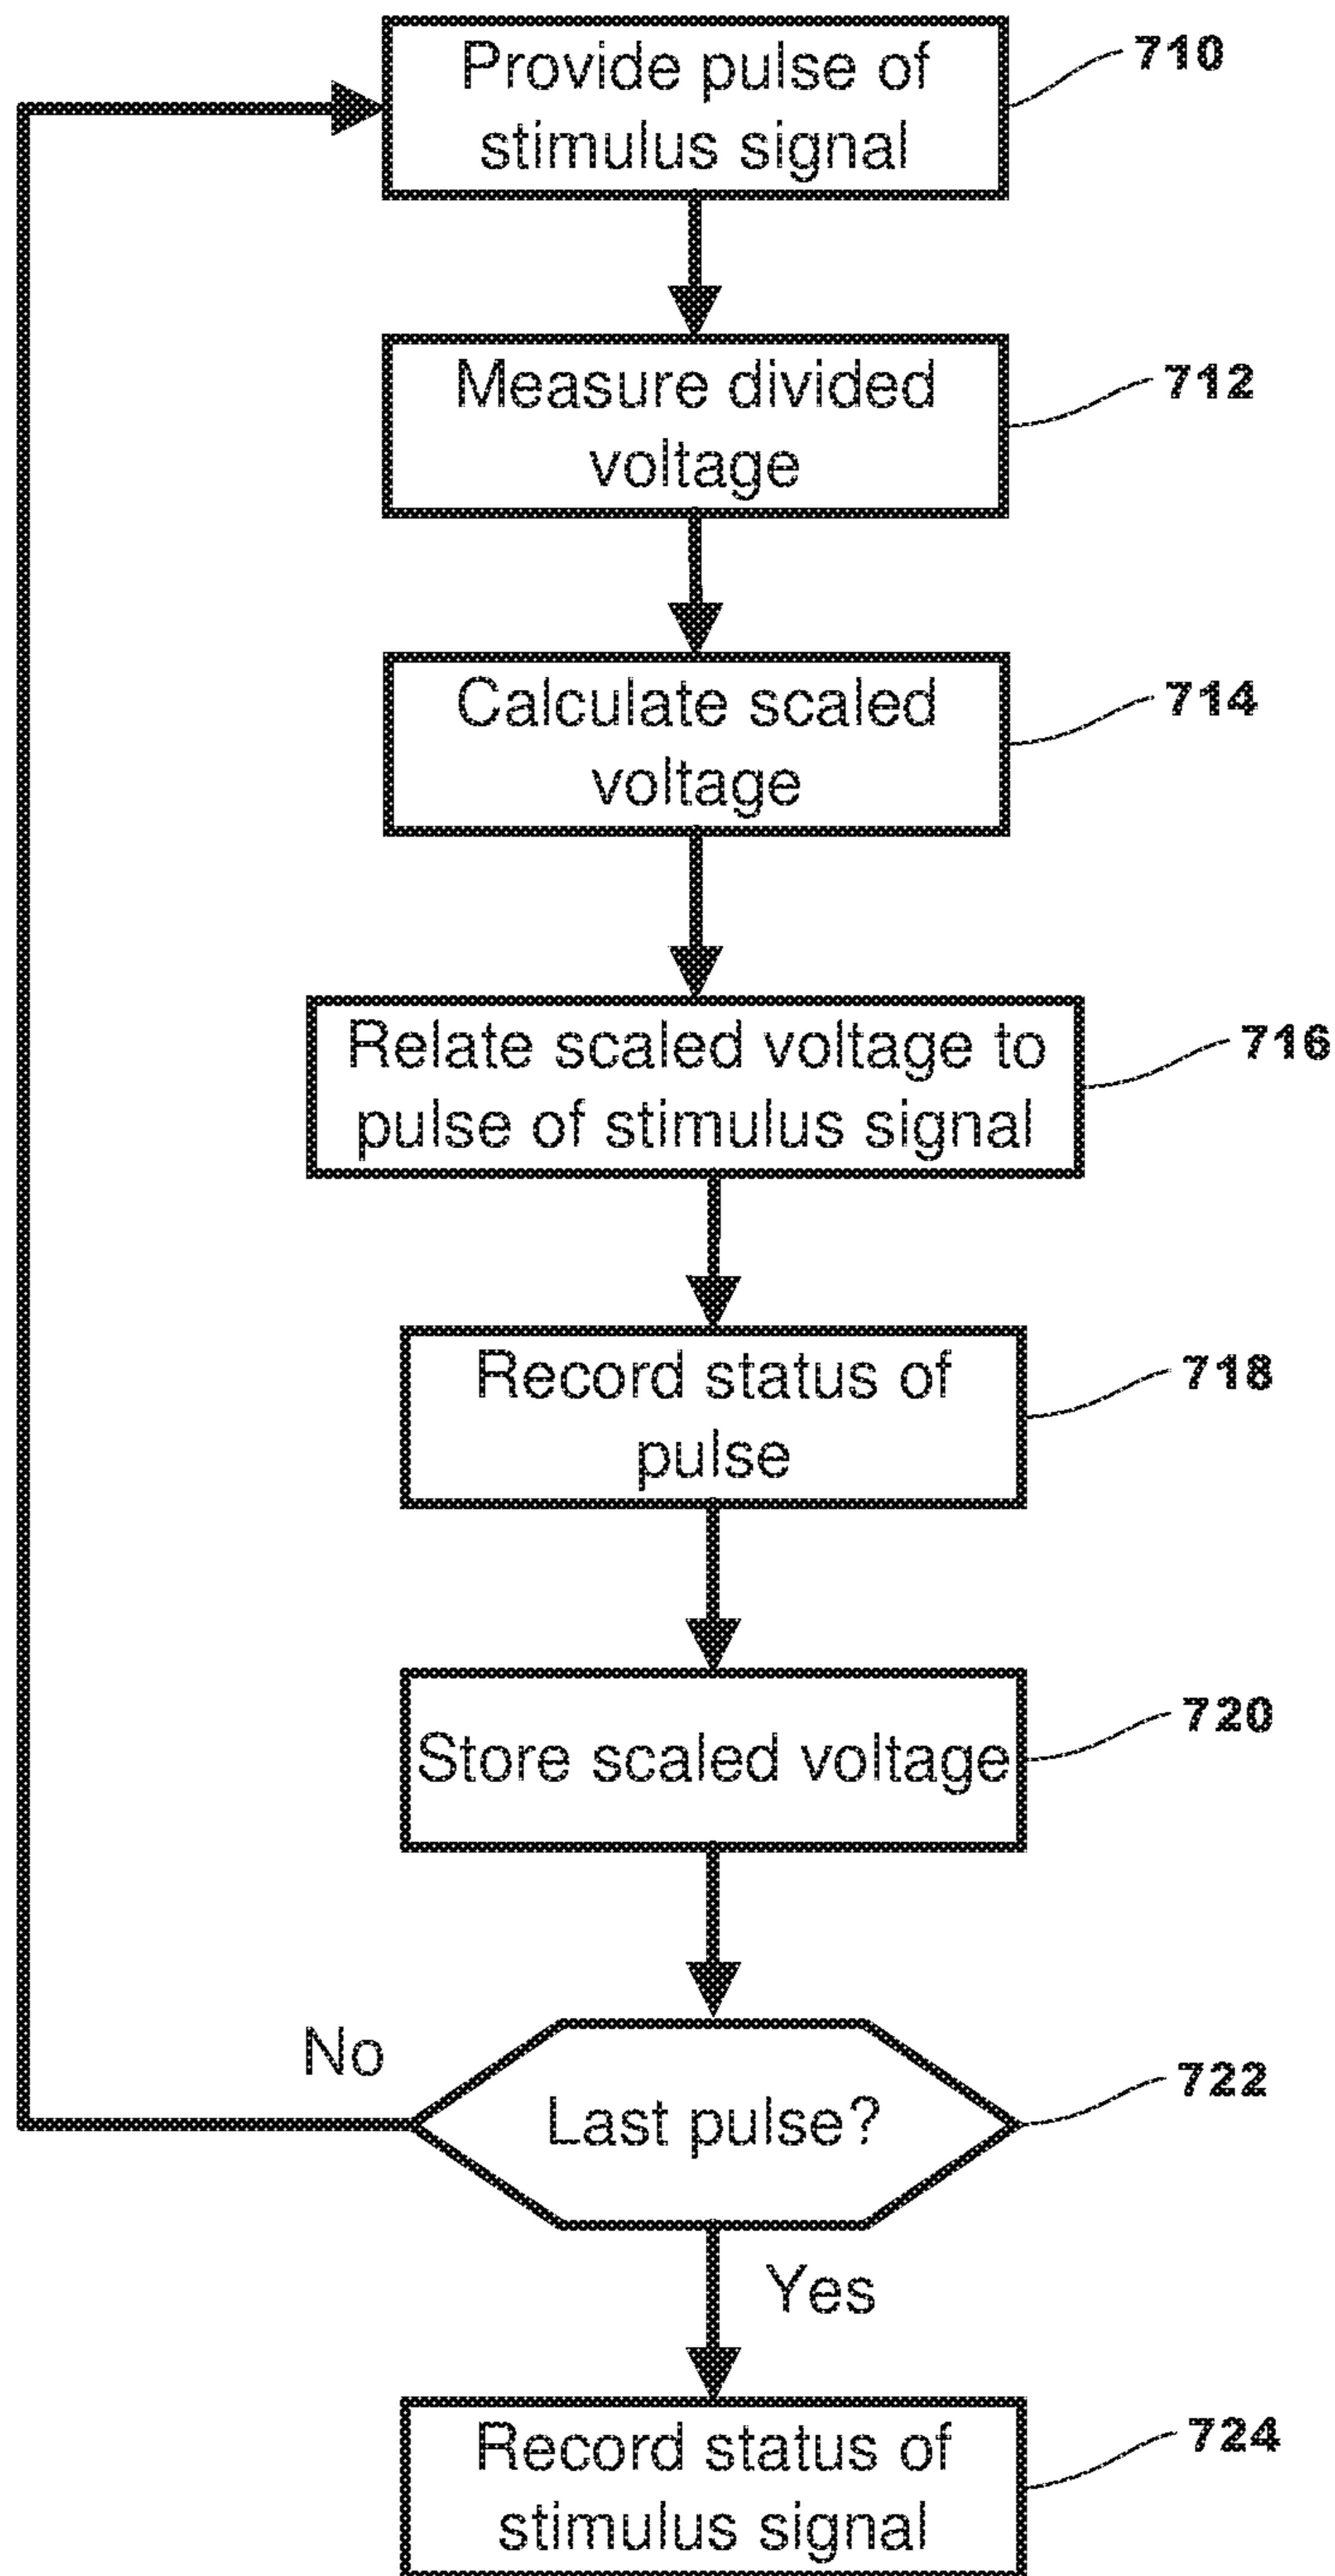 Provide pulse of
stimulus signal
710
Measure divided
voltage
712
Calculate scaled
voltage
714
Relate scaled voltage to
pulse of stimulus signal
716
Record status of
pulse
718
Store scaled voltage
720
No
Last pulse?
722
Yes
Record status of
stimulus signal
724